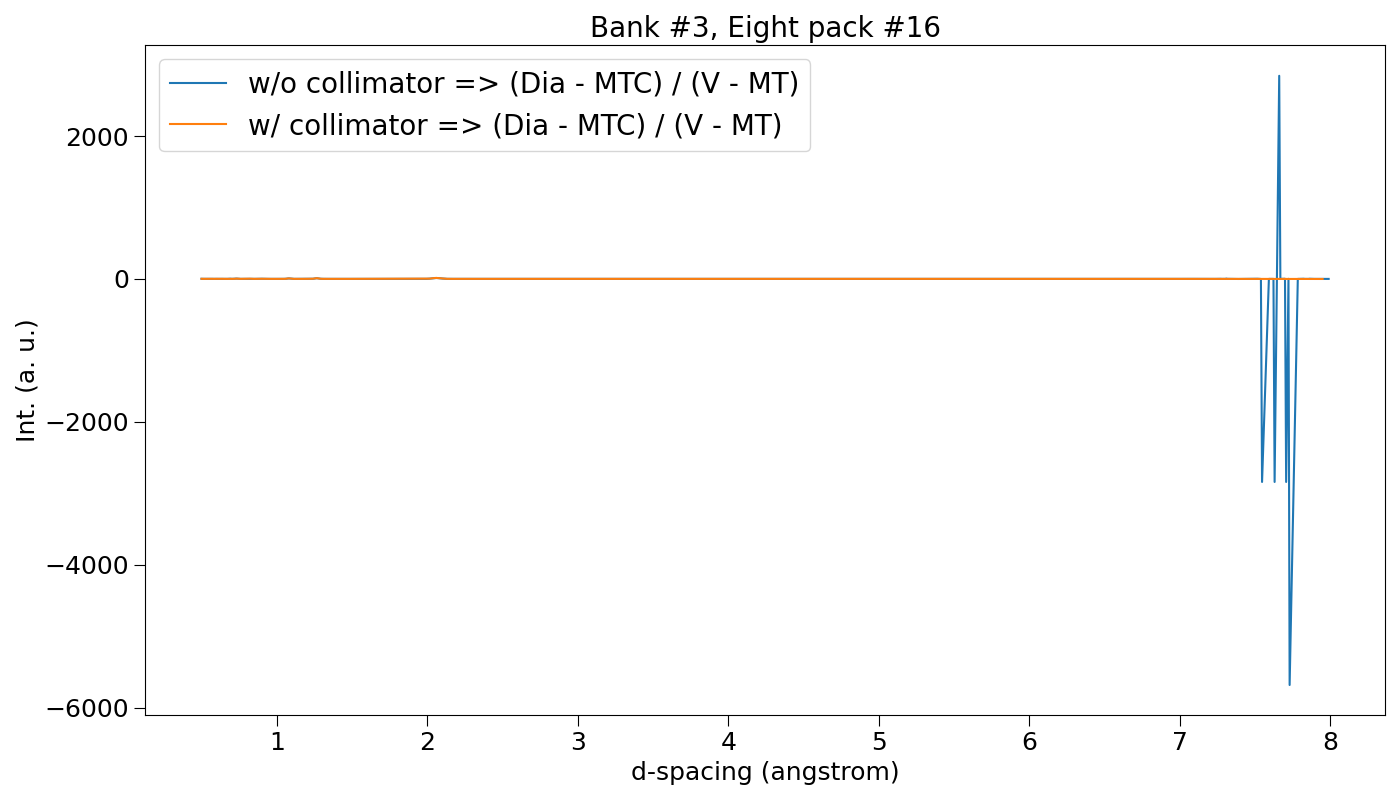 Bank #3, Eight pack #16
w/o collimator => (Dia - MTC) / (V - MT)
w/ collimator => (Dia - MTC) / (V - MT)
Int. (a. u.)
2000
0
−2000
−4000
−6000
1 2 3 4 5 6 7 8
d-spacing (angstrom)